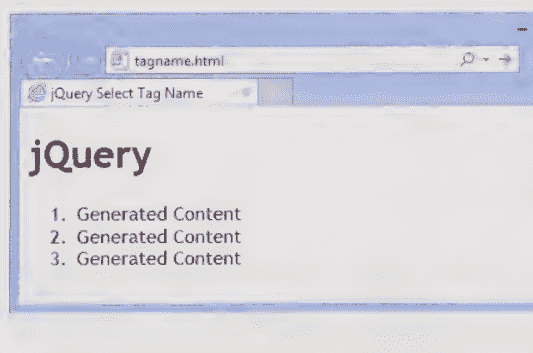 tagname.html
jQuery Select Tag Name
jQuery
1. Generated Content
2. Generated Content
3. Generated Content